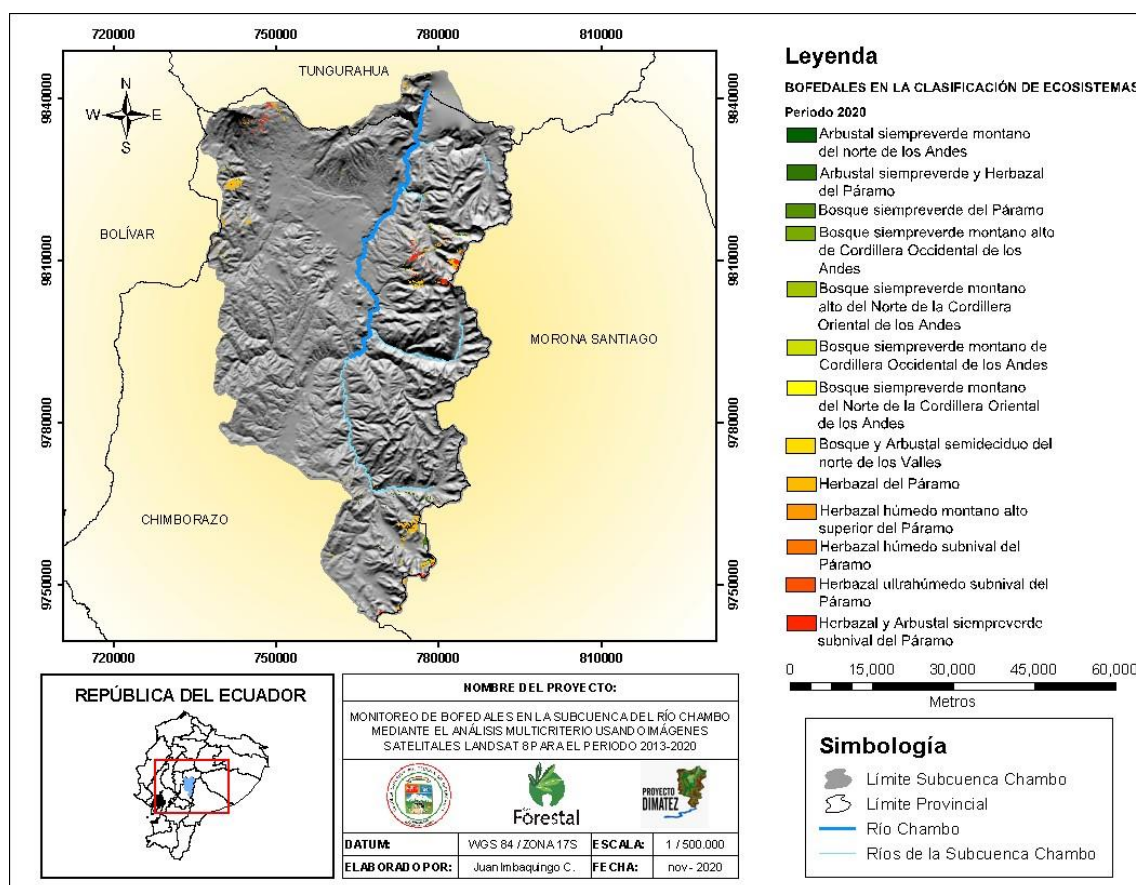 720000 750000 780000 810000
TUNGURAHUA
N
W E
S
9840000 9840000
BOLÍVAR
9810000 9810000
MORONA SANTIAGO
9780000 9780000
CHIMBORAZO
9750000 9750000
720000 750000 780000 810000
Leyenda
BOFEDALES EN LA CLASIFICACIÓN DE ECOSISTEMAS
Periodo 2020
Arbustal siempreverde montano
del norte de los Andes
Arbustal siempreverde y Herbazal
del Páramo
Bosque siempreverde del Páramo
Bosque siempreverde montano alto
de Cordillera Occidental de los
Andes
Bosque siempreverde montano
alto del Norte de la Cordillera
Oriental de los Andes
Bosque siempreverde montano de
Cordillera Occidental de los Andes
Bosque siempreverde montano
del Norte de la Cordillera Oriental
de los Andes
Bosque y Arbustal semideciduo del
norte de los Valles
Herbazal del Páramo
Herbazal húmedo montano alto
superior del Páramo
Herbazal húmedo subnival del
Páramo
Herbazal ultrahúmedo subnival del
Páramo
Herbazal y Arbustal siempreverde
subnival del Páramo
0 15,000 30,000 45,000 60,000
Metros
REPÚBLICA DEL ECUADOR
NOMBRE DEL PROYECTO:
MONITOREO DE BOFEDALES EN LA SUBCUENCA DEL RÍO CHAMBO
MEDIANTE EL ANÁLISIS MULTICRITERIO USANDO IMÁGENES
SATELITALES LANDSAT 8 PARA EL PERIODO 2013-2020
Forestal
PROYECTO
DIMATEZ
DATUM: WGS 84 / ZONA 17S ESCALA: 1 / 500.000
ELABORADO POR: Juan Imbaquingo C. FECHA: nov - 2020
Simbología
Límite Subcuenca Chambo
Límite Provincial
Río Chambo
Ríos de la Subcuenca Chambo